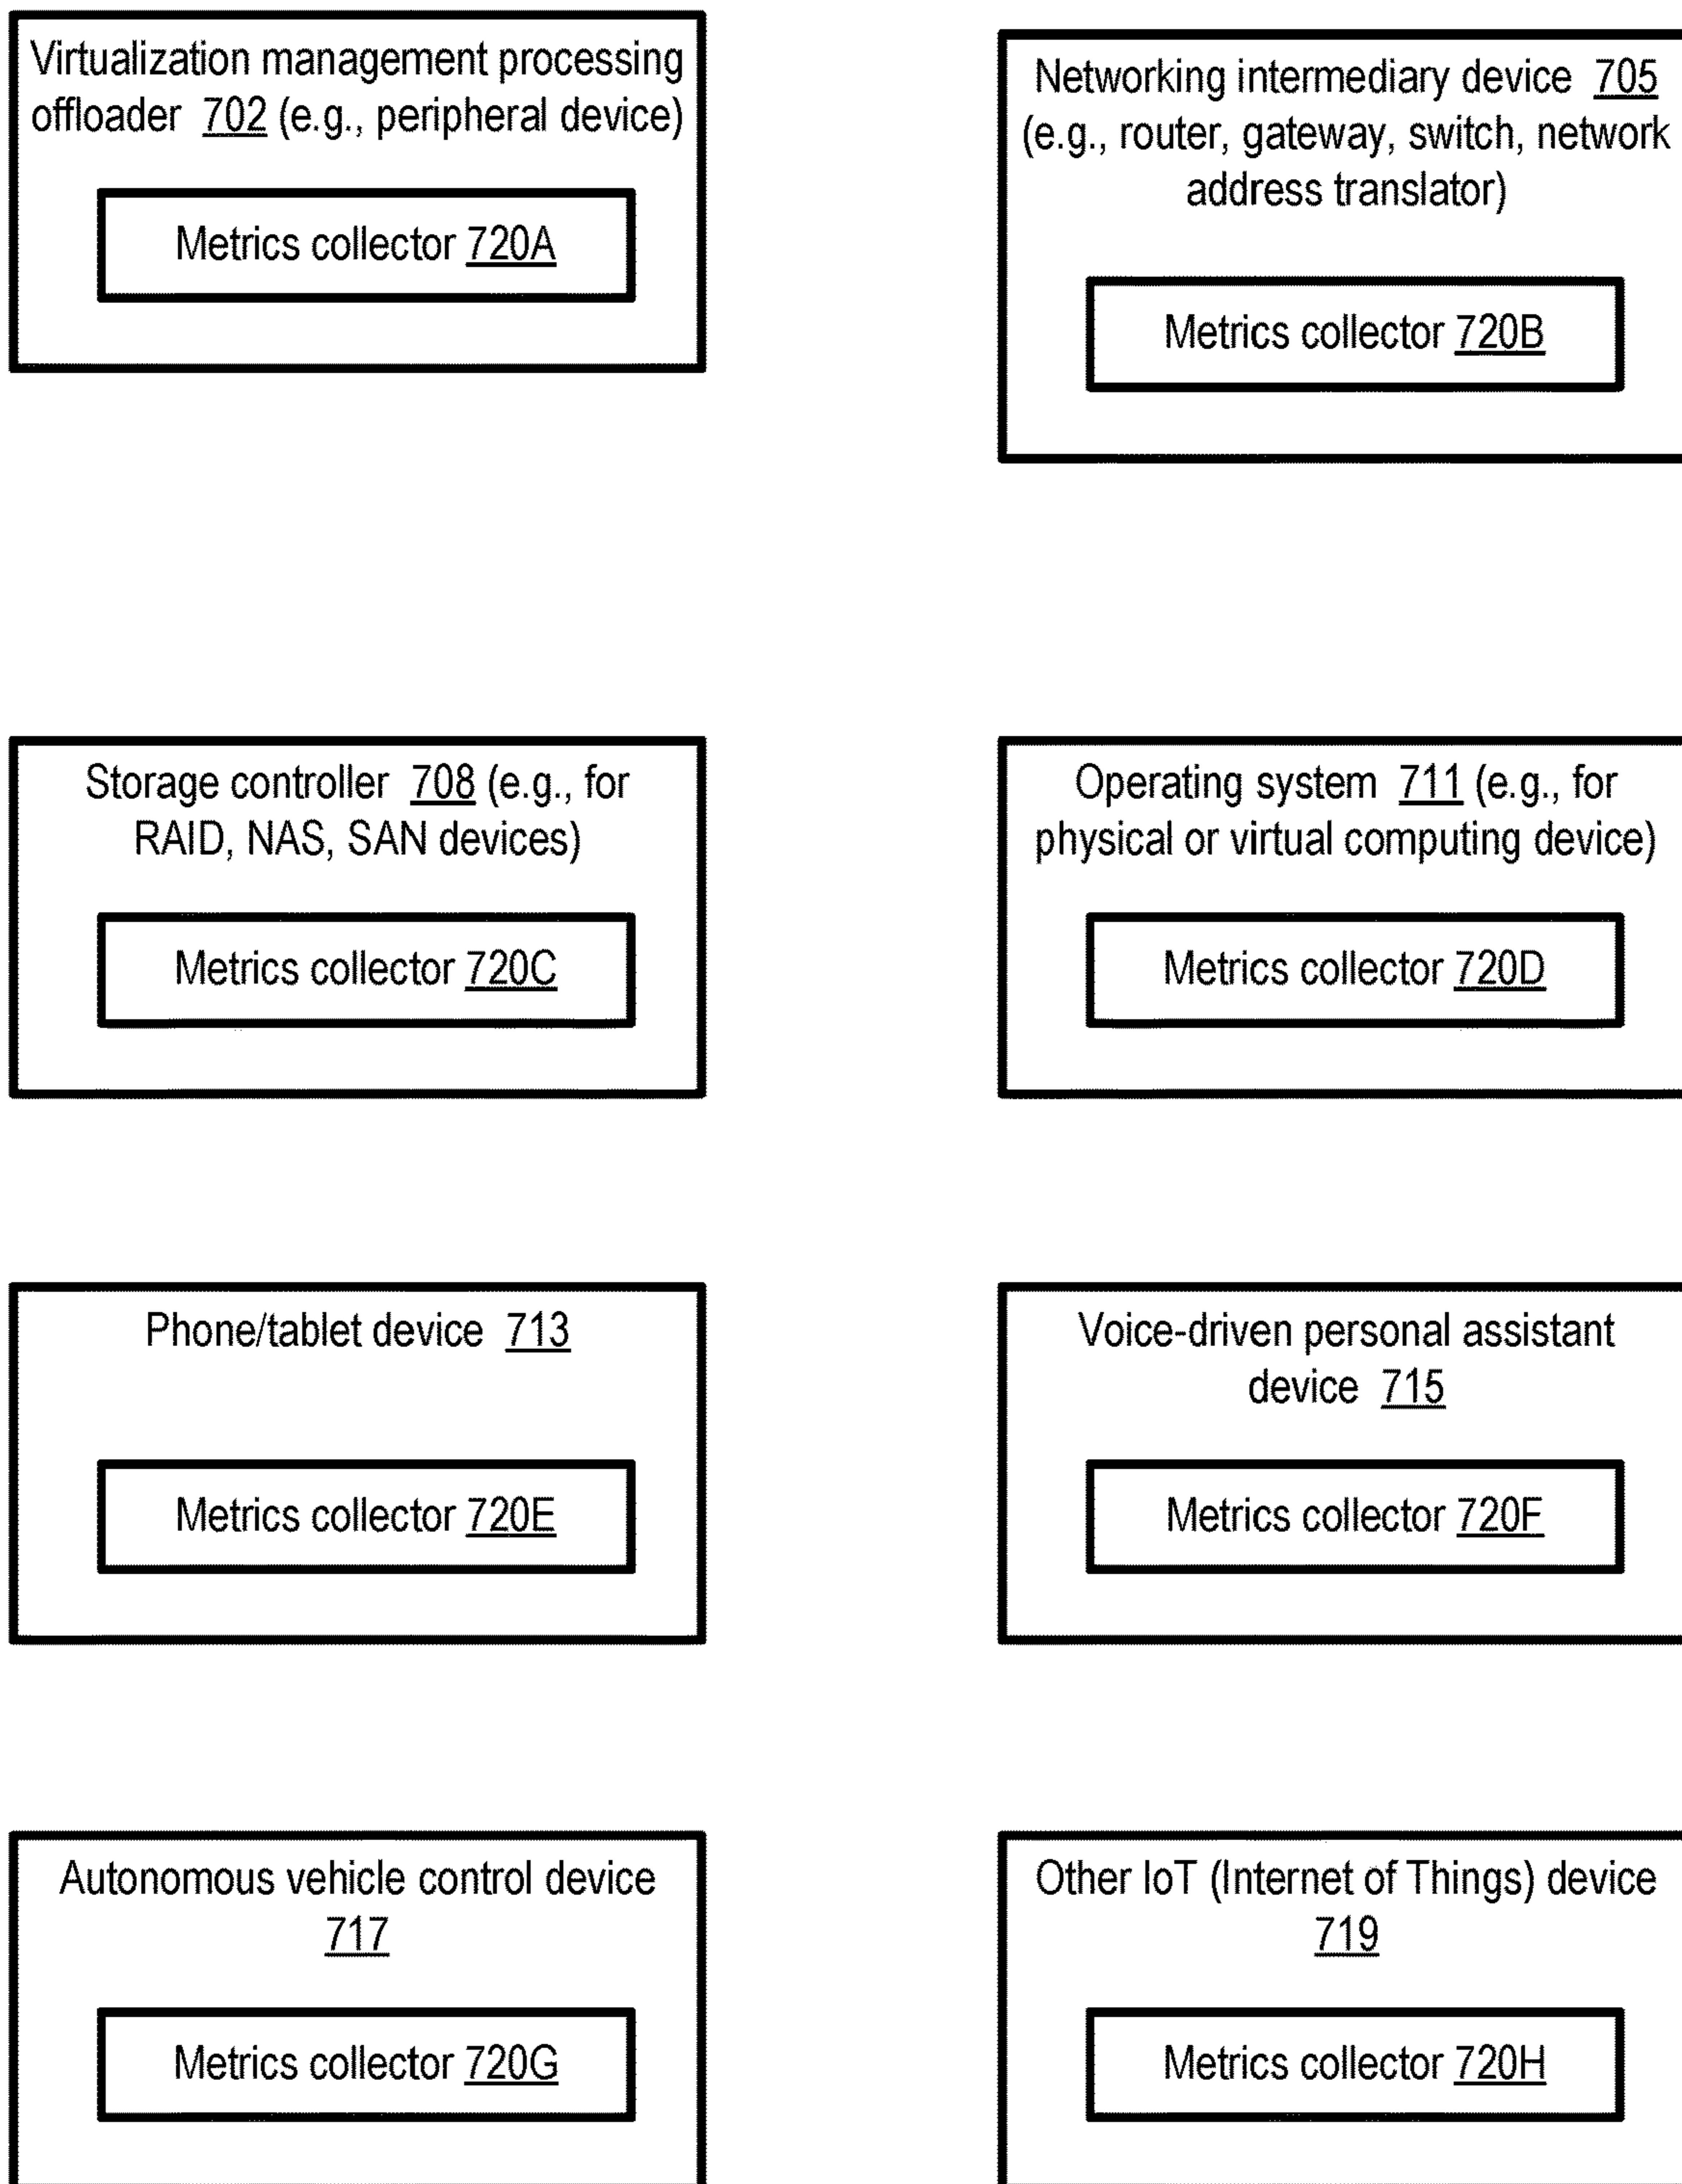 Virtualization management processing
offloader 702 (e.g., peripheral device)
Metrics collector 720A
Networking intermediary device 705
(e.g., router, gateway, switch, network
address translator)
Metrics collector 720B
Storage controller 708 (e.g., for
RAID, NAS, SAN devices)
Metrics collector 720C
Operating system 711 (e.g., for
physical or virtual computing device)
Metrics collector 720D
Phone/tablet device 713
Metrics collector 720E
Voice-driven personal assistant
device 715
Metrics collector 720F
Autonomous vehicle control device
717
Metrics collector 720G
Other IoT (Internet of Things) device
719
Metrics collector 720H